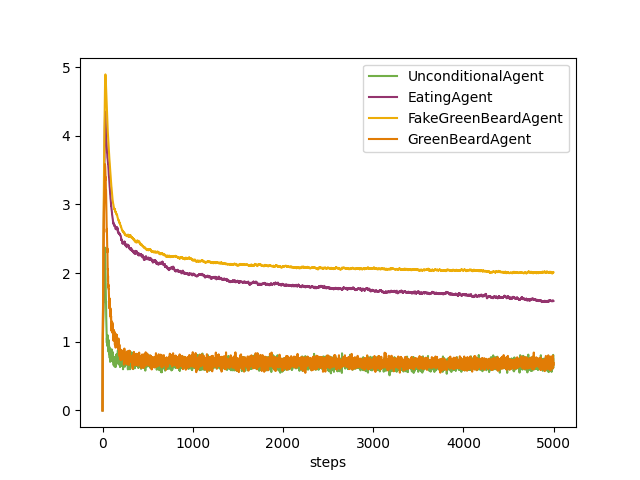 5
4
3
2
1
0
UnconditionalAgent
EatingAgent
FakeGreenBeardAgent
GreenBeardAgent
0 1000 2000 3000 4000 5000
steps